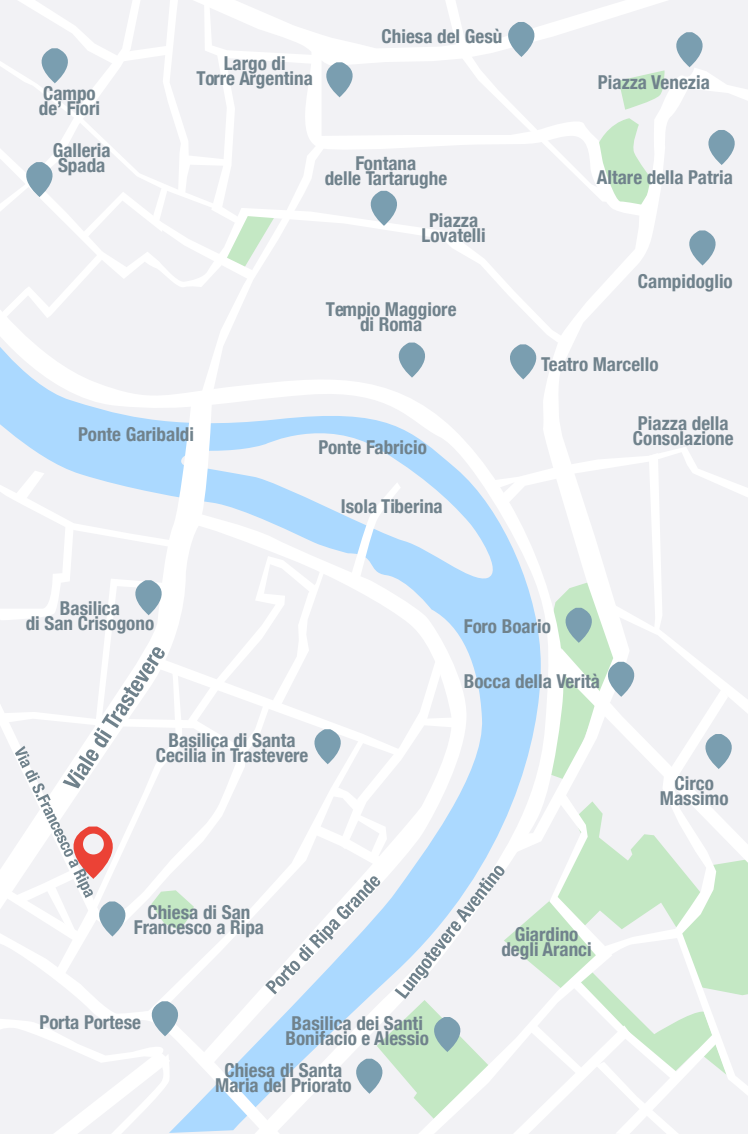 Chiesa del Gesù
Largo di
Torre Argentina
Piazza Venezia
Campo
de' Fiori
Galleria
Spada
Fontana
delle Tartarughe
Altare della Patria
Piazza
Lovatelli
Campidoglio
Tempio Maggiore
di Roma
Teatro Marcello
Piazza della
Consolazione
Ponte Garibaldi
Ponte Fabricio
Isola Tiberina
Basilica
di San Crisogono
Foro Boario
Bocca della Verità
Viale di Trastevere
Basilica di Santa
Cecilia in Trastevere
Via di S.Francesco a Ripa
Circo
Massimo
Chiesa di San
Francesco a Ripa
Porto di Ripa Grande
Lungotevere Aventino
Giardino
degli Aranci
Porta Portese
Basilica dei Santi
Bonifacio e Alessio
Chiesa di Santa
Maria del Priorato